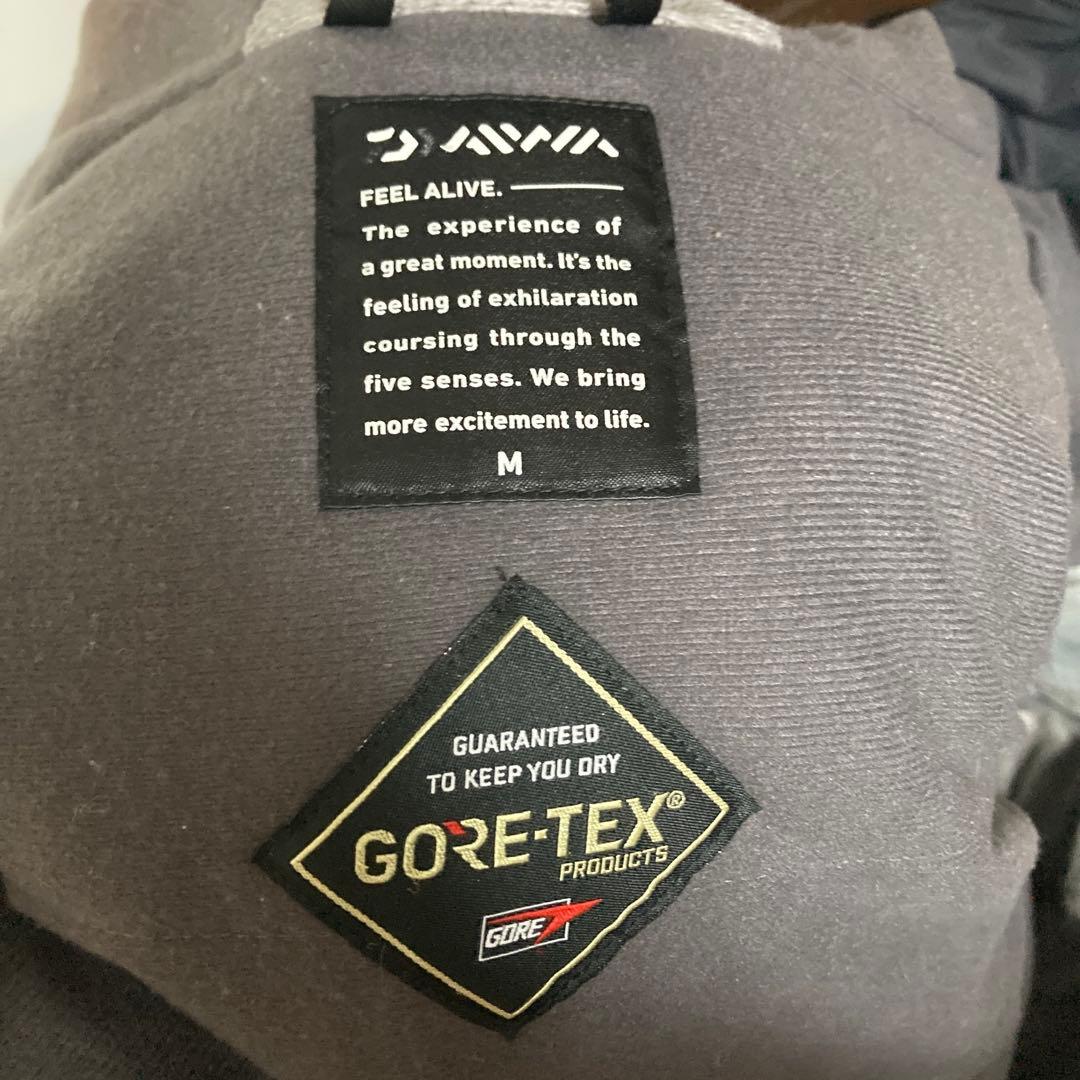 DAIWA
FEEL ALIVE.
The experience of
a great moment. It's the
feeling of exhilaration
coursing through the
five senses. We bring
more excitement to life.
M
GUARANTEED
TO KEEP YOU DRY
GORE-TEX®
PRODUCTS
GORE